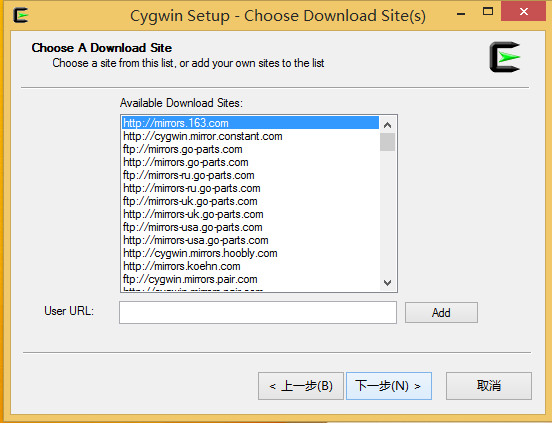 Cygwin Setup - Choose Download Site(s)
Choose A Download Site
Choose a site from this list, or add your own sites to the list
Available Download Sites:
http://mirrors.163.com
http://cygwin.mirror.constant.com
ftp://mirrors.go-parts.com
http://mirrors.go-parts.com
ftp://mirrors-ru.go-parts.com
http://mirrors-ru.go-parts.com
ftp://mirrors-uk.go-parts.com
http://mirrors-uk.go-parts.com
ftp://mirrors-usa.go-parts.com
http://mirrors-usa.go-parts.com
http://cygwin.mirrors.hoobly.com
http://mirrors.koehn.com
ftp://cygwin.mirrors.pair.com
http://cygwin.mirrors.pair.com
User URL:
Add
< 上一步(B)
下一步(N) >
取消